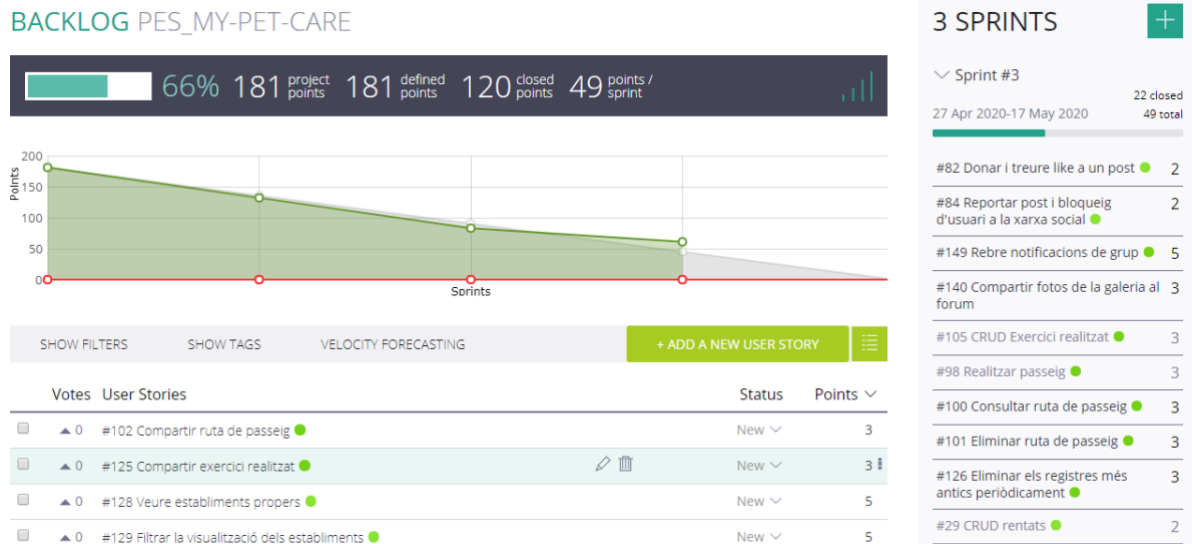 BACKLOG PES_MY-PET-CARE
66% 181 project points 181 defined points 120 closed points 49 points / sprint
200
150
100
50
0
Points
Sprints
SHOW FILTERS SHOW TAGS VELOCITY FORECASTING + ADD A NEW USER STORY
Votes User Stories Status Points
0 #102 Compartir ruta de passeig New 3
0 #125 Compartir exercici realitzat New 3
0 #128 Veure establiments propers New 5
0 #129 Filtrar la visualització dels establiments New 5
3 SPRINTS +
Sprint #3
22 closed
27 Apr 2020-17 May 2020 49 total
#82 Donar i treure like a un post 2
#84 Reportar post i bloqueig 2
d'usuari a la xarxa social
#149 Rebre notificacions de grup 5
#140 Compartir fotos de la galeria al 3
forum
#105 CRUD Exercici realitzat 3
#98 Realitzar passeig 3
#100 Consultar ruta de passeig 3
#101 Eliminar ruta de passeig 3
#126 Eliminar els registres més 3
antics periòdicament
#29 CRUD rentats 2